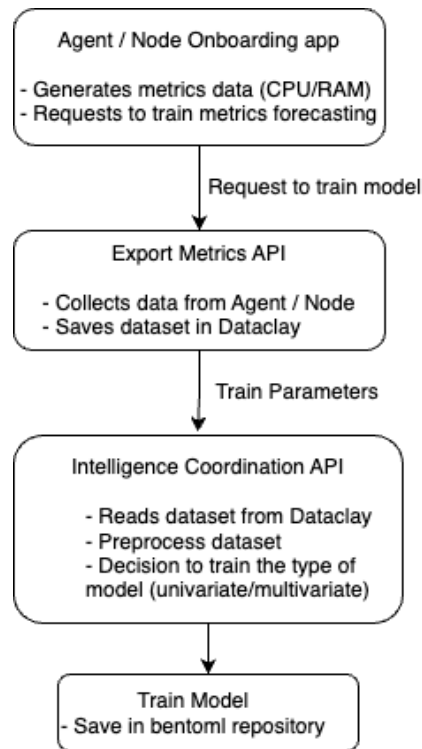 Agent / Node Onboarding app
- Generates metrics data (CPU/RAM)
- Requests to train metrics forecasting
Request to train model
Export Metrics API
- Collects data from Agent / Node
- Saves dataset in Dataclay
Train Parameters
Intelligence Coordination API
- Reads dataset from Dataclay
- Preprocess dataset
- Decision to train the type of
model (univariate/multivariate)
Train Model
- Save in bentoml repository